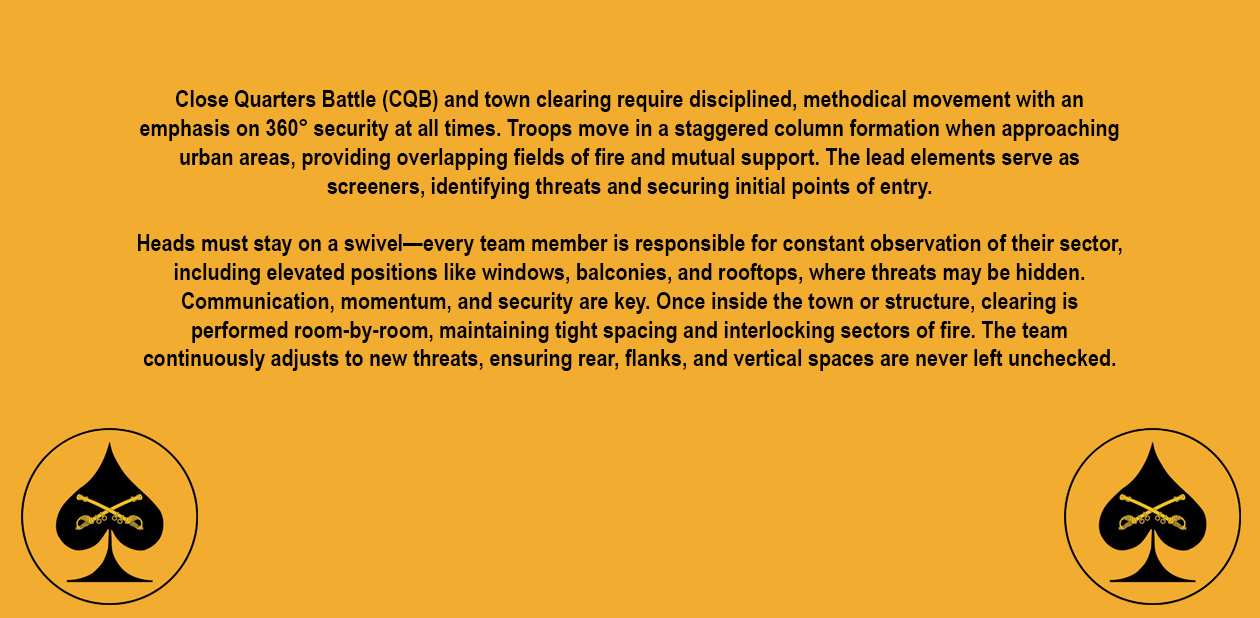 Close Quarters Battle (CQB) and town clearing require disciplined, methodical movement with an
emphasis on 360° security at all times. Troops move in a staggered column formation when approaching
urban areas, providing overlapping fields of fire and mutual support. The lead elements serve as
screeners, identifying threats and securing initial points of entry.
Heads must stay on a swivel—every team member is responsible for constant observation of their sector,
including elevated positions like windows, balconies, and rooftops, where threats may be hidden.
Communication, momentum, and security are key. Once inside the town or structure, clearing is
performed room-by-room, maintaining tight spacing and interlocking sectors of fire. The team
continuously adjusts to new threats, ensuring rear, flanks, and vertical spaces are never left unchecked.